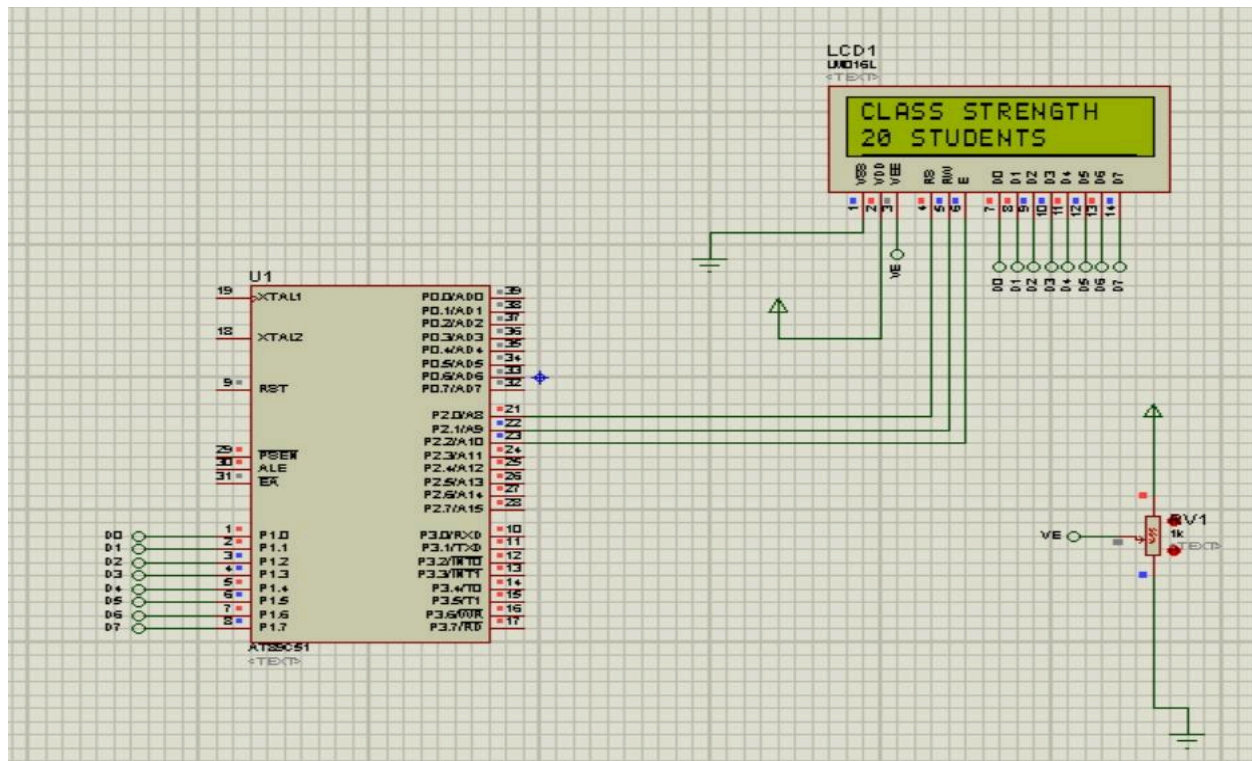 LCD1
LM016L
<TEXT>
CLASS STRENGTH
20 STUDENTS
VSS VDD VEE RS RW E D0 D1 D2 D3 D4 D5 D6 D7
1 2 3 4 5 6 7 8 9 10 11 12 13 14
VE
D0 D1 D2 D3 D4 D5 D6 D7
U1
19 XTAL1
18 XTAL2
9 RST
29 PSEN
30 ALE
31 EA
P0.0/AD0 39
P0.1/AD1 38
P0.2/AD2 37
P0.3/AD3 36
P0.4/AD4 35
P0.5/AD5 34
P0.6/AD6 33
P0.7/AD7 32
P2.0/A8 21
P2.1/A9 22
P2.2/A10 23
P2.3/A11 24
P2.4/A12 25
P2.5/A13 26
P2.6/A14 27
P2.7/A15 28
D0 1 P1.0 P3.0/RXD 10
D1 2 P1.1 P3.1/TXD 11
D2 3 P1.2 P3.2/INT0 12
D3 4 P1.3 P3.3/INT1 13
D4 5 P1.4 P3.4/T0 14
D5 6 P1.5 P3.5/T1 15
D6 7 P1.6 P3.6/WR 16
D7 8 P1.7 P3.7/RD 17
AT89C51
<TEXT>
VE
RV1
1k
<TEXT>